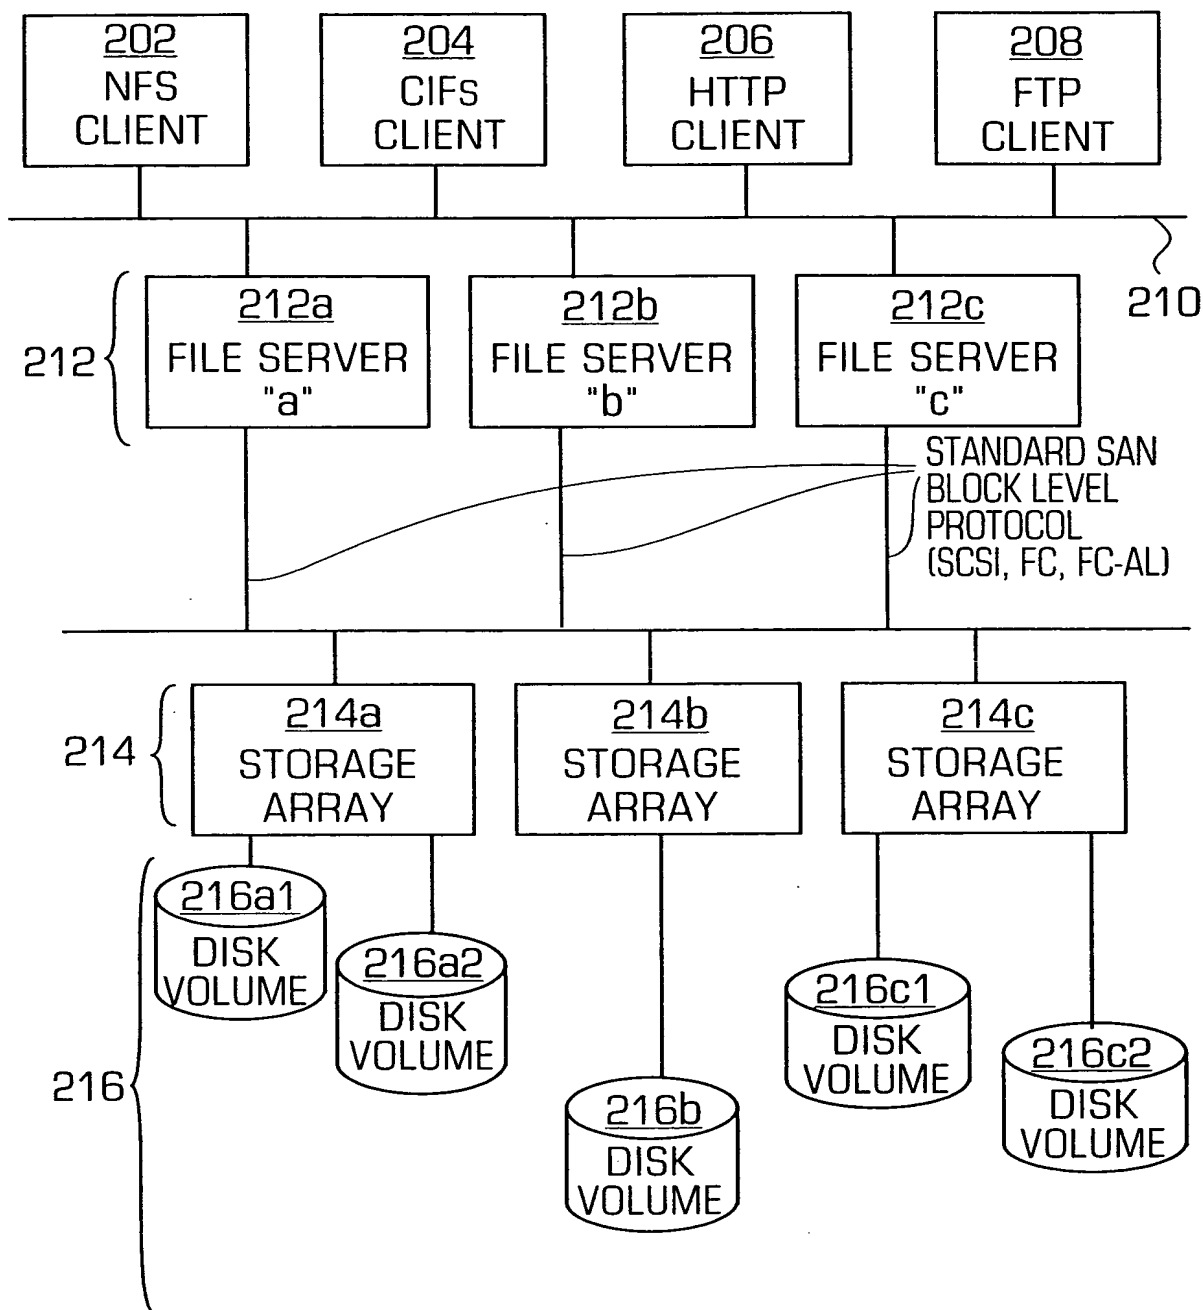 202
NFS
CLIENT
204
CIFs
CLIENT
206
HTTP
CLIENT
208
FTP
CLIENT
210
212
212a
FILE SERVER
"a"
212b
FILE SERVER
"b"
212c
FILE SERVER
"c"
STANDARD SAN
BLOCK LEVEL
PROTOCOL
(SCSI, FC, FC-AL)
214
214a
STORAGE
ARRAY
214b
STORAGE
ARRAY
214c
STORAGE
ARRAY
216
216a1
DISK
VOLUME
216a2
DISK
VOLUME
216b
DISK
VOLUME
216c1
DISK
VOLUME
216c2
DISK
VOLUME